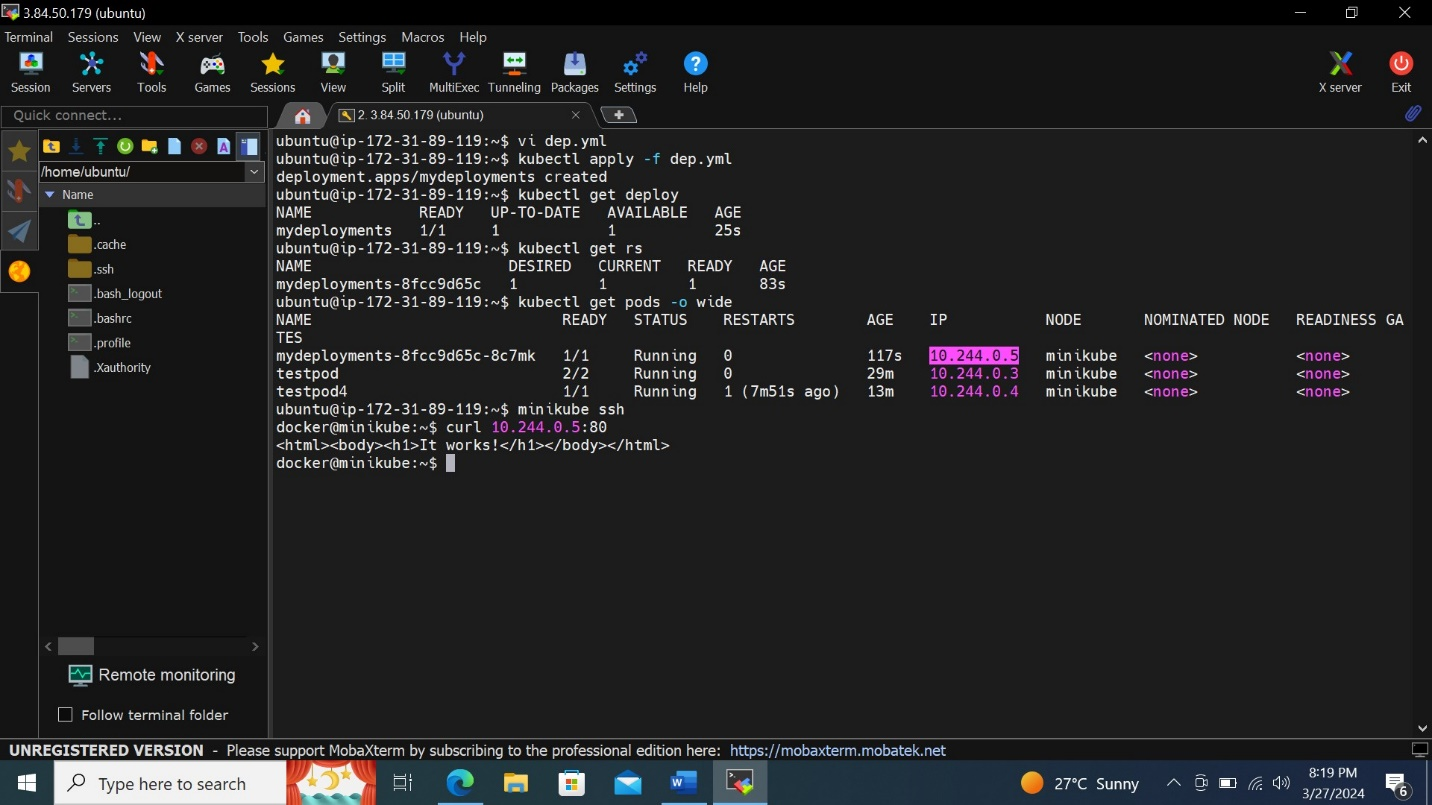 3.84.50.179 (ubuntu)
Terminal Sessions View X server Tools Games Settings Macros Help
Session Servers Tools Games Sessions View Split MultiExec Tunneling Packages Settings Help X server Exit
Quick connect...
2. 3.84.50.179 (ubuntu)
/home/ubuntu/
Name
..
.cache
.ssh
.bash_logout
.bashrc
.profile
.Xauthority
Remote monitoring
Follow terminal folder
ubuntu@ip-172-31-89-119:~$ vi dep.yml
ubuntu@ip-172-31-89-119:~$ kubectl apply -f dep.yml
deployment.apps/mydeployments created
ubuntu@ip-172-31-89-119:~$ kubectl get deploy
NAME READY UP-TO-DATE AVAILABLE AGE
mydeployments 1/1 1 1 25s
ubuntu@ip-172-31-89-119:~$ kubectl get rs
NAME DESIRED CURRENT READY AGE
mydeployments-8fcc9d65c 1 1 1 83s
ubuntu@ip-172-31-89-119:~$ kubectl get pods -o wide
NAME READY STATUS RESTARTS AGE IP NODE NOMINATED NODE READINESS GA
TES
mydeployments-8fcc9d65c-8c7mk 1/1 Running 0 117s 10.244.0.5 minikube <none> <none>
testpod 2/2 Running 0 29m 10.244.0.3 minikube <none> <none>
testpod4 1/1 Running 1 (7m51s ago) 13m 10.244.0.4 minikube <none> <none>
ubuntu@ip-172-31-89-119:~$ minikube ssh
docker@minikube:~$ curl 10.244.0.5:80
<html><body><h1>It works!</h1></body></html>
docker@minikube:~$
UNREGISTERED VERSION - Please support MobaXterm by subscribing to the professional edition here: https://mobaxterm.mobatek.net
Type here to search
27°C Sunny
8:19 PM
3/27/2024
6